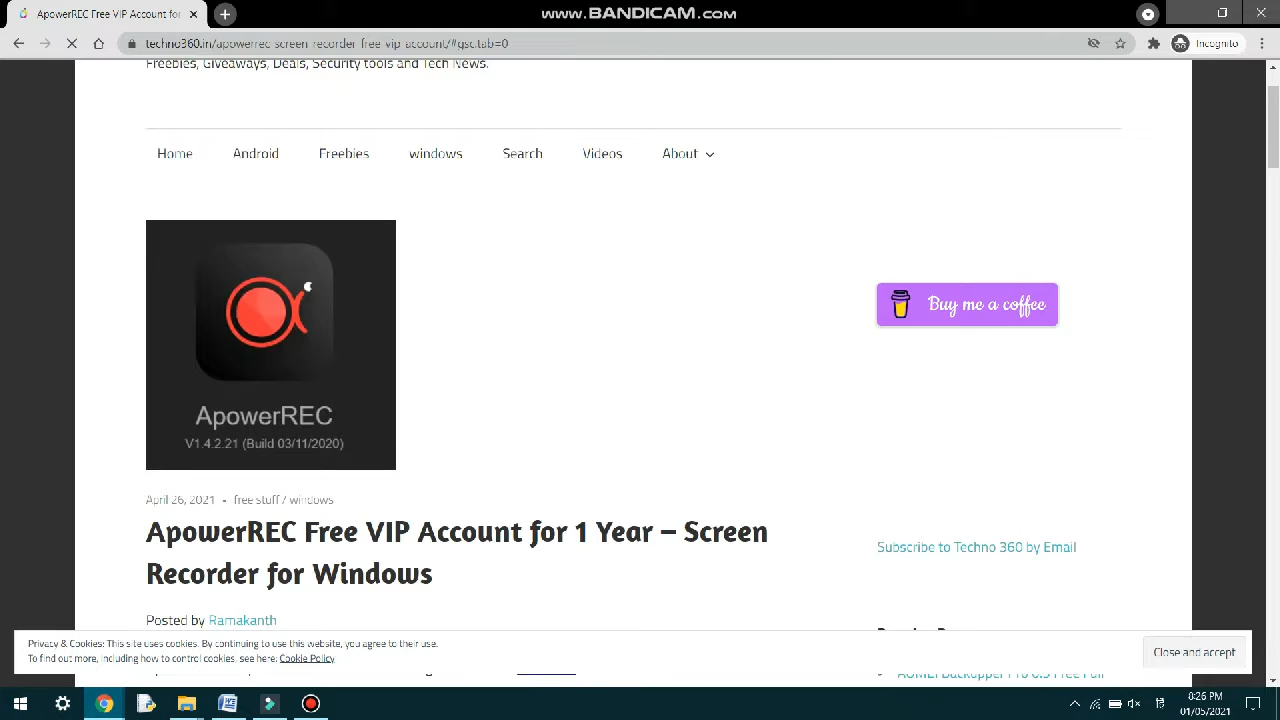 ApowerREC Free VIP Account for
WWW.BANDICAM.COM
techno360.in/apowerrec-screen-recorder-free-vip-account/#gsc.tab=0
Incognito
Freebies, Giveaways, Deals, Security tools and Tech News.
Home Android Freebies windows Search Videos About
ApowerREC
V1.4.2.21 (Build 03/11/2020)
Buy me a coffee
April 26, 2021 • free stuff / windows
ApowerREC Free VIP Account for 1 Year – Screen
Recorder for Windows
Subscribe to Techno 360 by Email
Posted by Ramakanth
Privacy & Cookies: This site uses cookies. By continuing to use this website, you agree to their use.
To find out more, including how to control cookies, see here: Cookie Policy
Close and accept
8:26 PM
01/05/2021